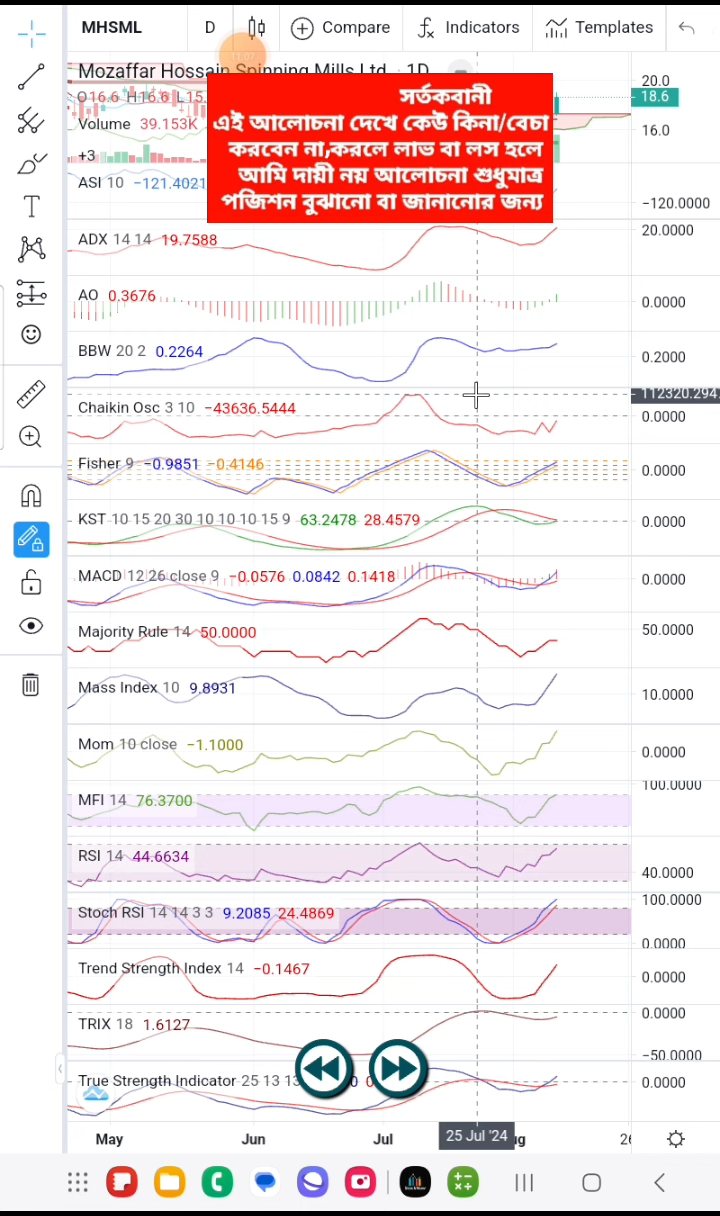 MHSML D Compare Indicators Templates
Mozaffar Hossain Spinning Mills Ltd. · 1D
O16.6 H16.6 L15.
20.0
18.6
16.0
Volume 39.153K
+3
ASI 10 −121.4021
−120.0000
সর্তকবানী
এই আলোচনা দেখে কেউ কিনা/বেচা
করবেন না,করলে লাভ বা লস হলে
আমি দায়ী নয় আলোচনা শুধুমাত্র
পজিশন বুঝানো বা জানানোর জন্য
ADX 14 14 19.7588
20.0000
AO 0.3676
0.0000
BBW 20 2 0.2264
0.2000
112320.294
Chaikin Osc 3 10 −43636.5444
0.0000
Fisher 9 −0.9851 −0.4146
0.0000
KST 10 15 20 30 10 10 10 15 9 63.2478 28.4579
0.0000
MACD 12 26 close 9 −0.0576 0.0842 0.1418
0.0000
Majority Rule 14 50.0000
50.0000
Mass Index 10 9.8931
10.0000
Mom 10 close −1.1000
0.0000
100.0000
MFI 14 76.3700
RSI 14 44.6634
40.0000
100.0000
Stoch RSI 14 14 3 3 9.2085 24.4869
0.0000
Trend Strength Index 14 −0.1467
0.0000
TRIX 18 1.6127
0.0000
−50.0000
True Strength Indicator 25 13 13
0.0000
May Jun Jul 25 Jul '24